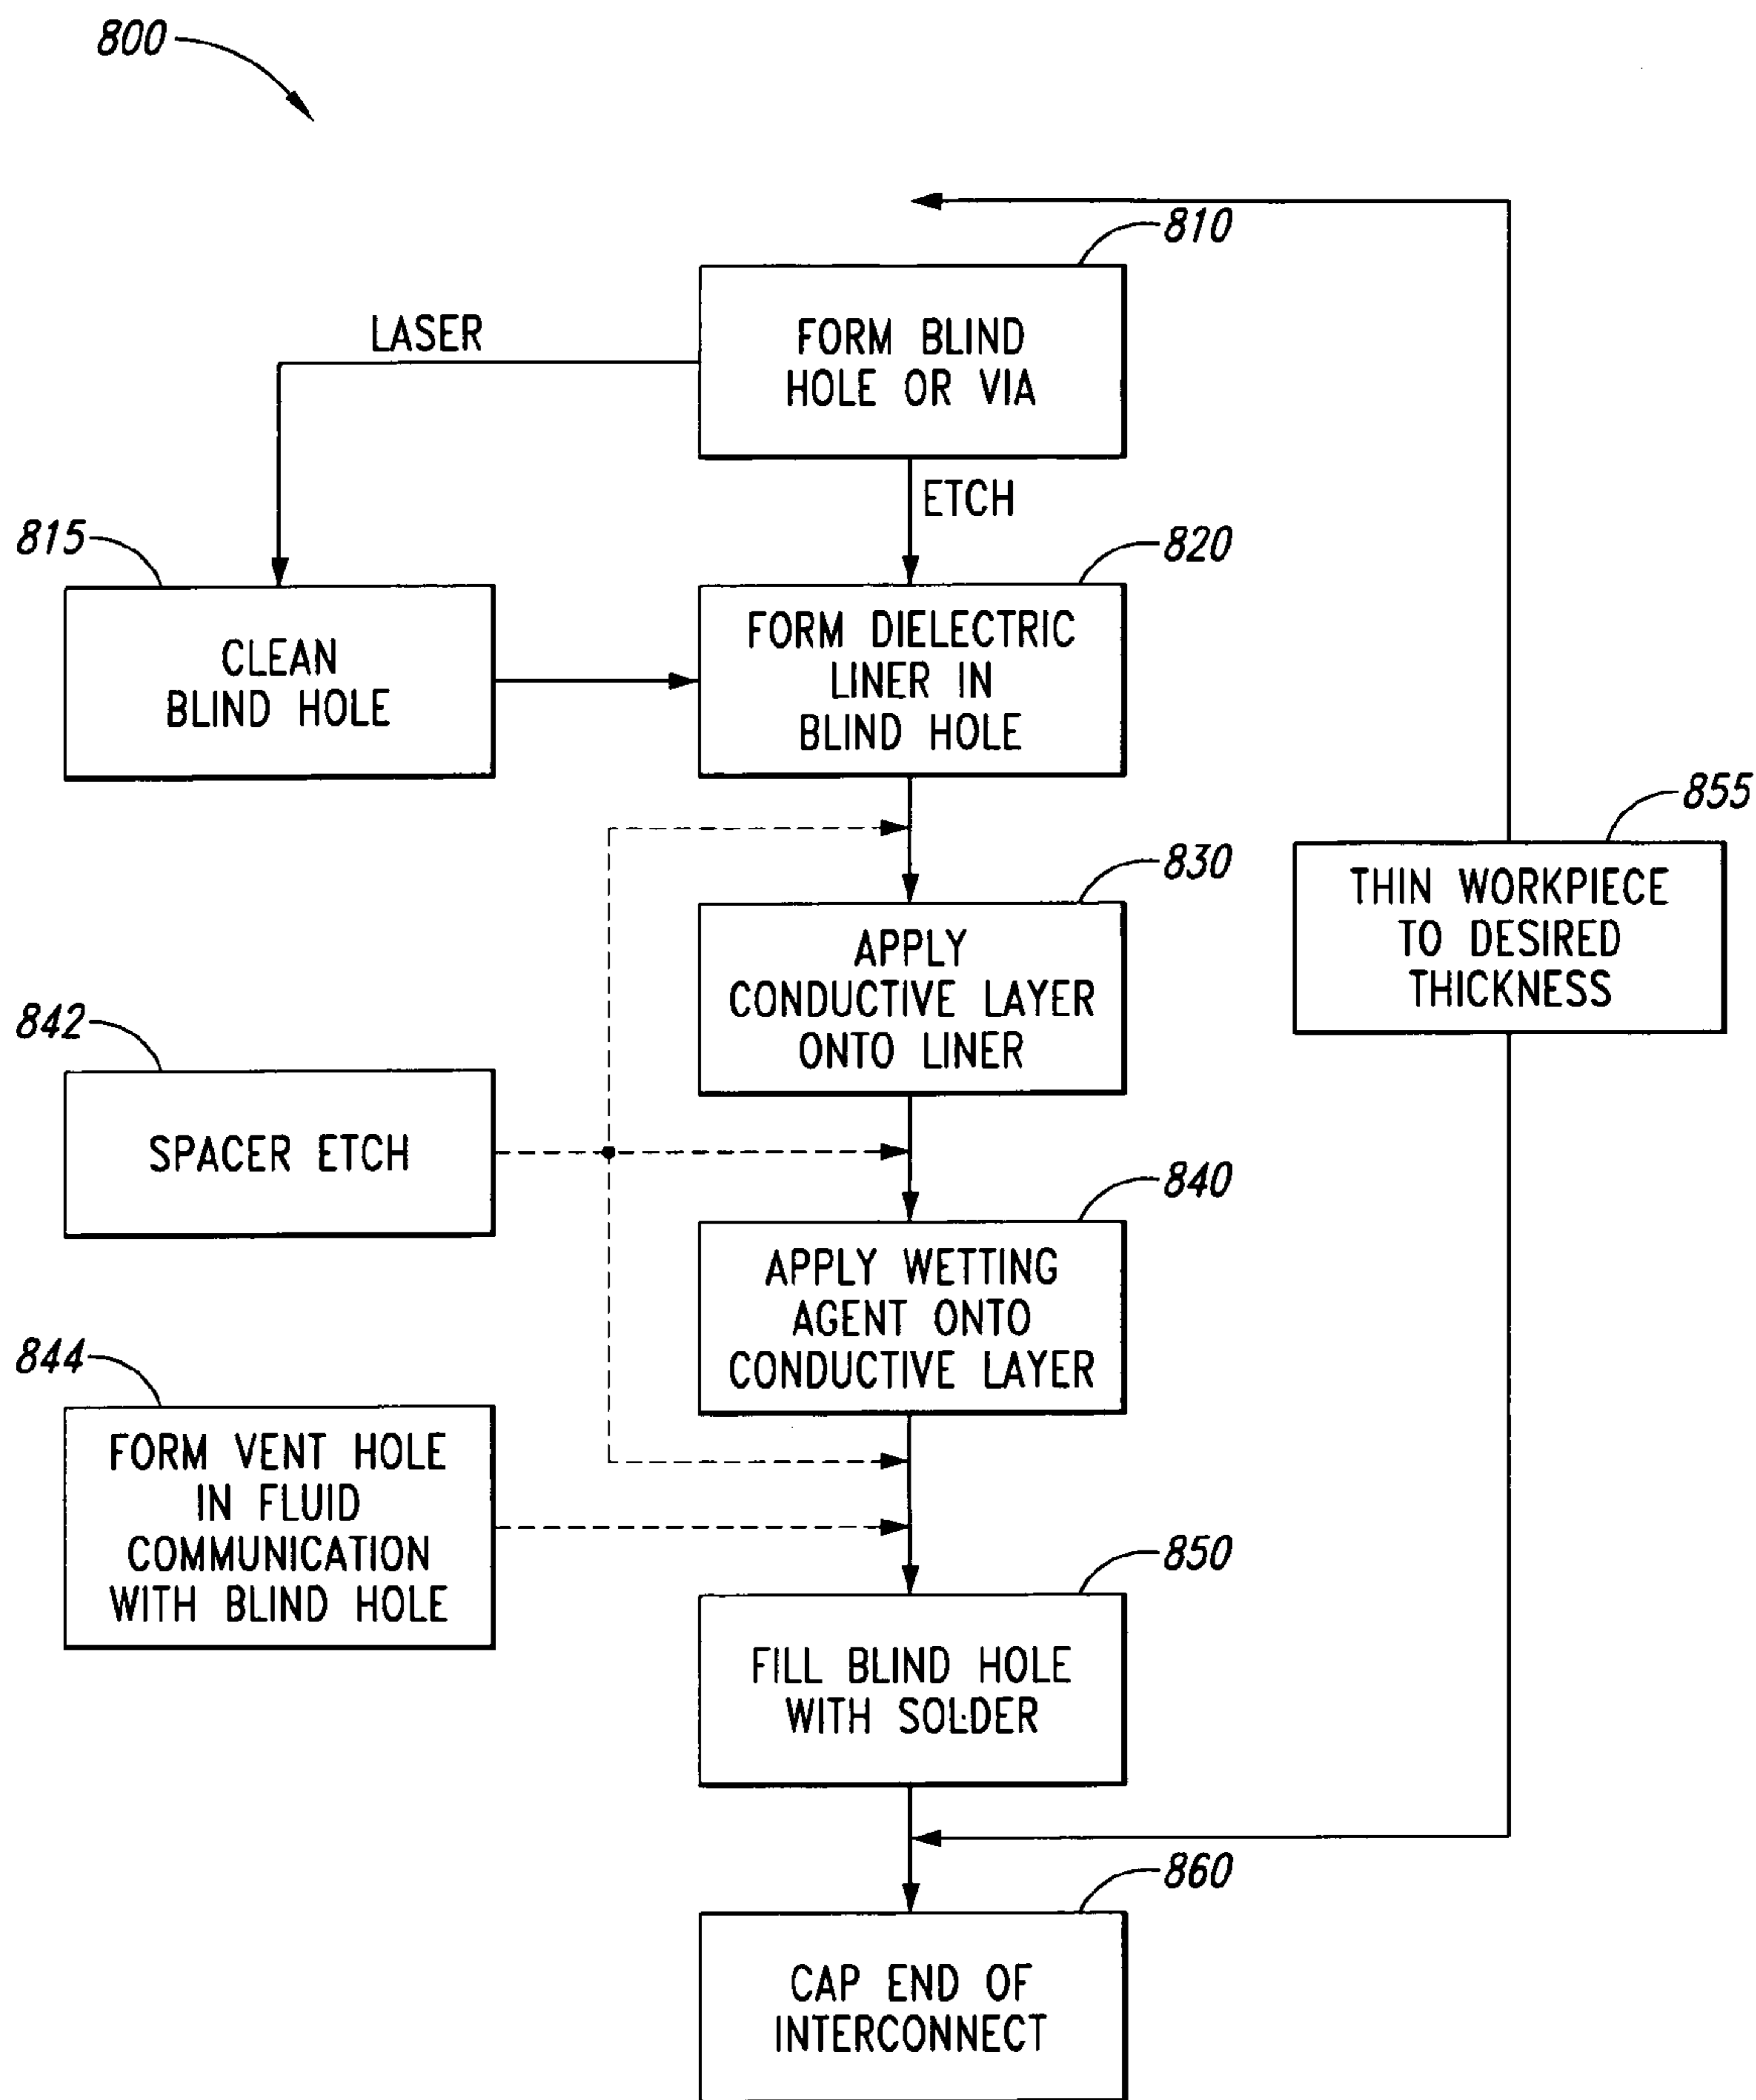 800
810
FORM BLIND
HOLE OR VIA
LASER
ETCH
815
CLEAN
BLIND HOLE
820
FORM DIELECTRIC
LINER IN
BLIND HOLE
855
THIN WORKPIECE
TO DESIRED
THICKNESS
830
APPLY
CONDUCTIVE LAYER
ONTO LINER
842
SPACER ETCH
840
APPLY WETTING
AGENT ONTO
CONDUCTIVE LAYER
844
FORM VENT HOLE
IN FLUID
COMMUNICATION
WITH BLIND HOLE
850
FILL BLIND HOLE
WITH SOLDER
860
CAP END OF
INTERCONNECT